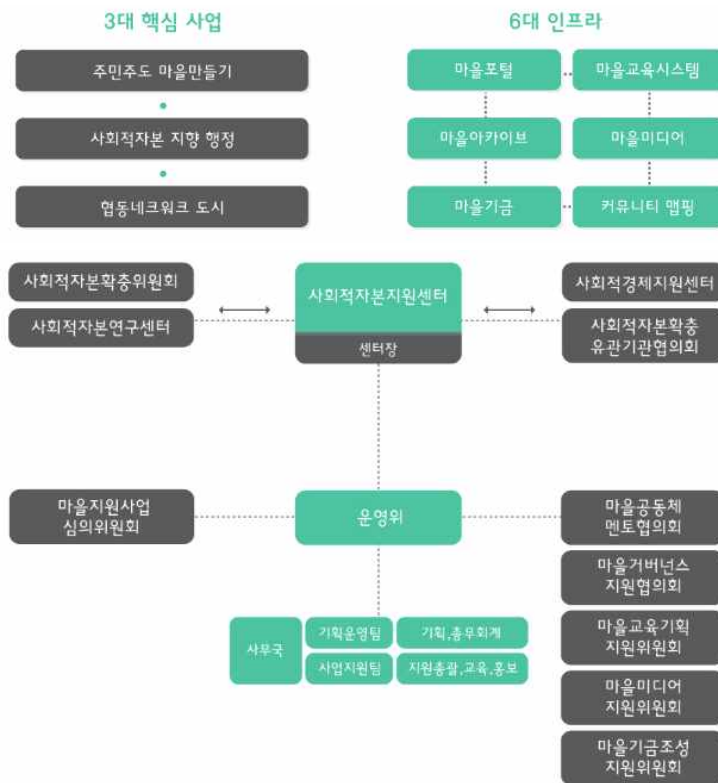 3대 핵심 사업
6대 인프라
주민주도 마을만들기
사회적자본 지향 행정
협동네크워크 도시
마을포털
마을교육시스템
마을아카이브
마을미디어
마을기금
커뮤니티 맵핑
사회적자본확충위원회
사회적자본연구센터
사회적자본지원센터
센터장
사회적경제지원센터
사회적자본확충
유관기관협의회
마을지원사업
심의위원회
운영위
마을공동체
멘토협의회
마을거버넌스
지원협의회
마을교육기획
지원위원회
마을미디어
지원위원회
마을기금조성
지원위원회
사무국
기획운영팀
기획,총무회계
사업지원팀
지원총괄,교육,홍보